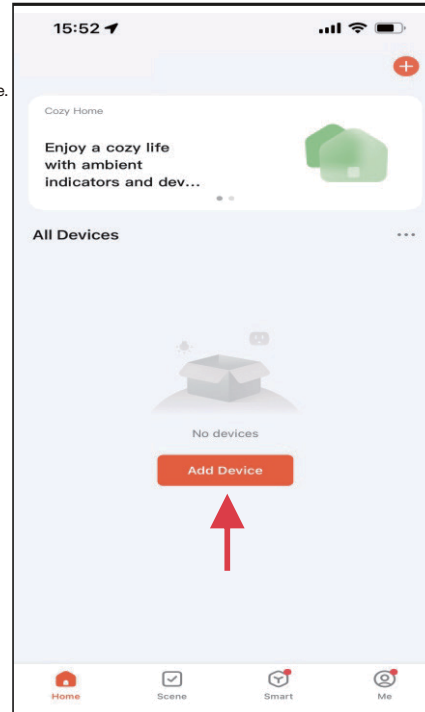 15:52
e.
Cozy Home
Enjoy a cozy life
with ambient
indicators and dev...
All Devices
No devices
Add Device
Home
Scene
Smart
Me